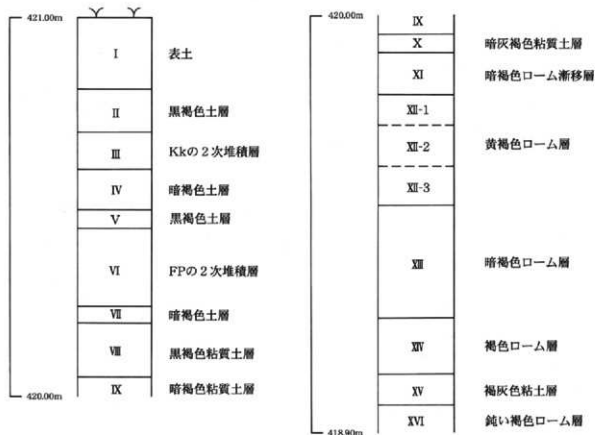 421.00m
I 表土
II 黒褐色土層
III Kkの2次堆積層
IV 暗褐色土層
V 黒褐色土層
VI FPの2次堆積層
VII 暗褐色土層
VIII 黒褐色粘質土層
IX 暗褐色粘質土層
420.00m
420.00m
IX
X 暗灰褐色粘質土層
XI 暗褐色ローム漸移層
XII-1
XII-2 黄褐色ローム層
XII-3
XIII 暗褐色ローム層
XIV 褐色ローム層
XV 褐灰色粘土層
XVI 鈍い褐色ローム層
418.90m